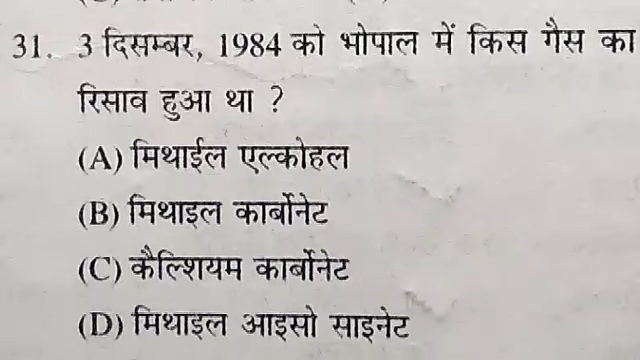 31. 3 दिसम्बर, 1984 को भोपाल में किस गैस का
रिसाव हुआ था ?
(A) मिथाईल एल्कोहल
(B) मिथाइल कार्बोनेट
(C) कैल्शियम कार्बोनेट
(D) मिथाइल आइसो साइनेट